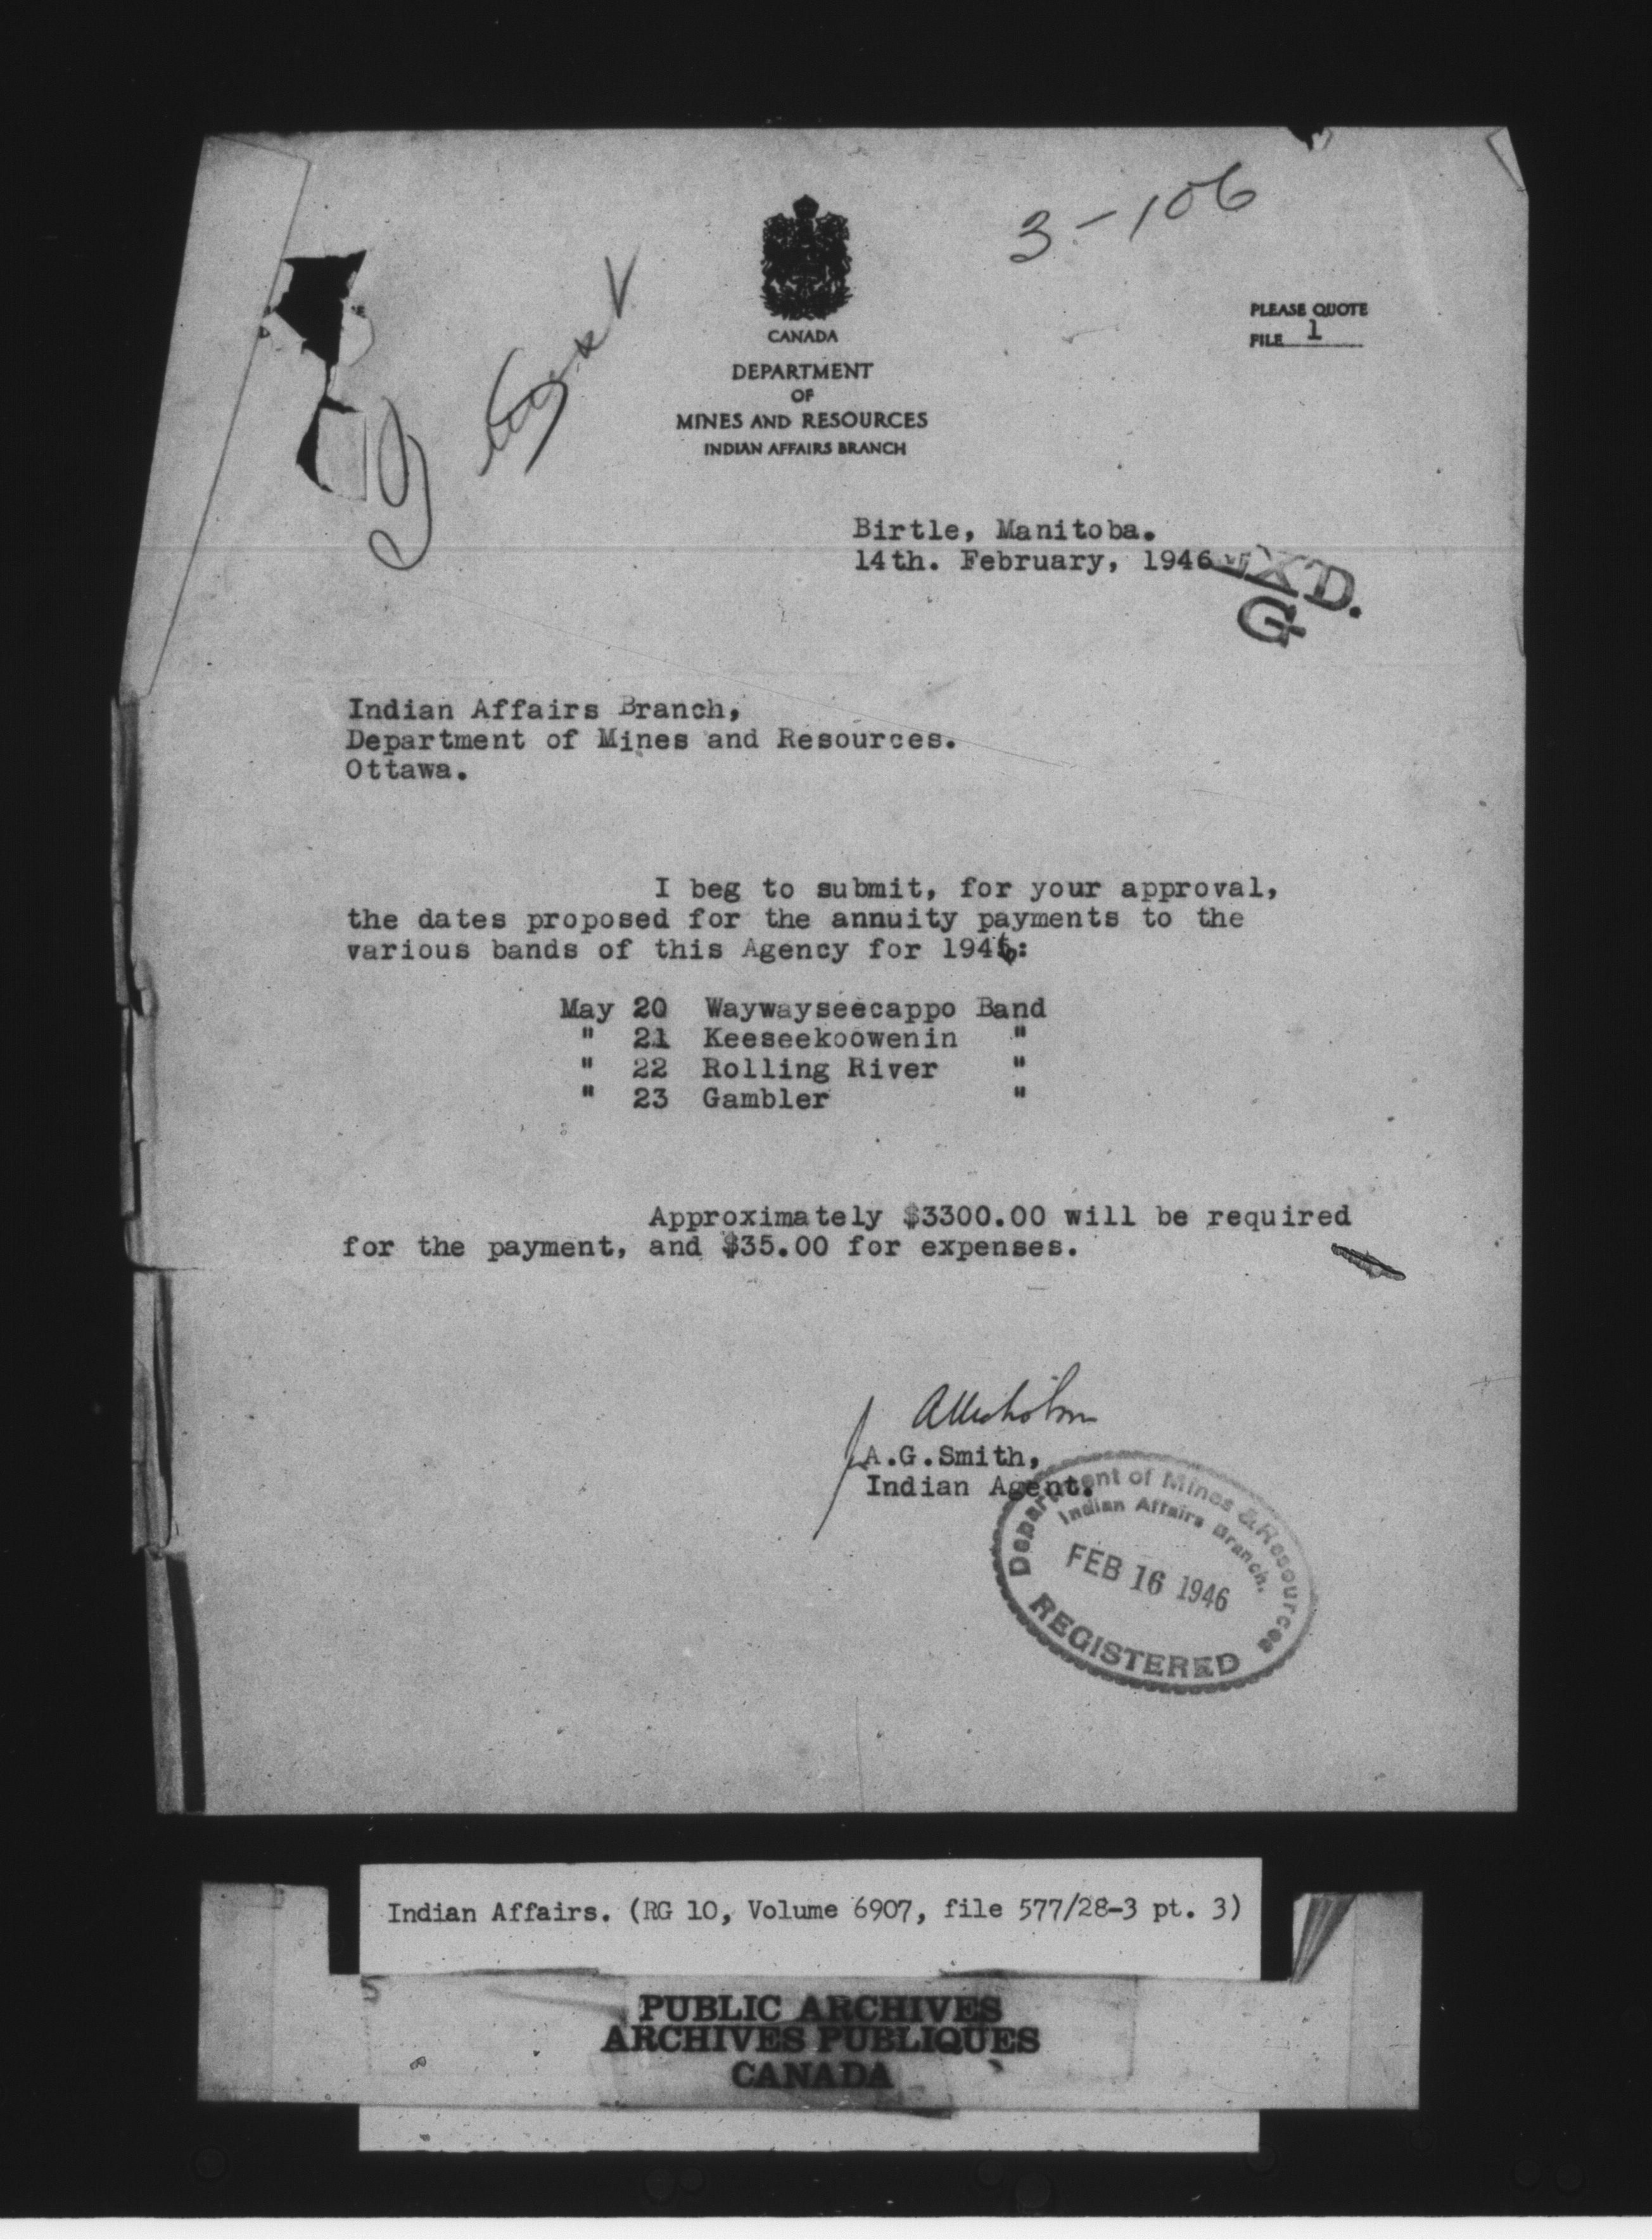 3-106
CANADA
DEPARTMENT
OF
MINES AND RESOURCES
INDIAN AFFAIRS BRANCH
PLEASE QUOTE
FILE 1
Birtle, Manitoba.
14th. February, 1946
XD.
G
Indian Affairs Branch,
Department of Mines and Resources.
Ottawa.
I beg to submit, for your approval,
the dates proposed for the annuity payments to the
various bands of this Agency for 1946:
May 20 Waywayseecappo Band
" 21 Keeseekoowenin "
" 22 Rolling River "
" 23 Gambler "
Approximately $3300.00 will be required
for the payment, and $35.00 for expenses.
A.G.Smith,
Indian Agent.
Department of Mines & Resources
Indian Affairs Branch.
FEB 16 1946
REGISTERED
Indian Affairs. (RG 10, Volume 6907, file 577/28-3 pt. 3)
5
PUBLIC ARCHIVES
ARCHIVES PUBLIQUES
CANADA